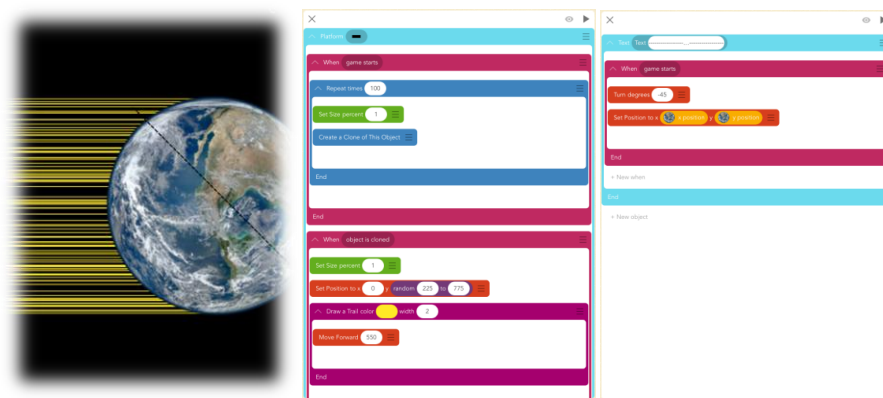 Platform
When game starts
Repeat times 100
Set Size percent 1
Create a Clone of This Object
End
End
When object is cloned
Set Size percent 1
Set Position to x 0 y random 225 to 775
Draw a Trail color width 2
Move Forward 550
End
Text Text
When game starts
Turn degrees -45
Set Position to x x position y y position
End
+ New when
End
+ New object